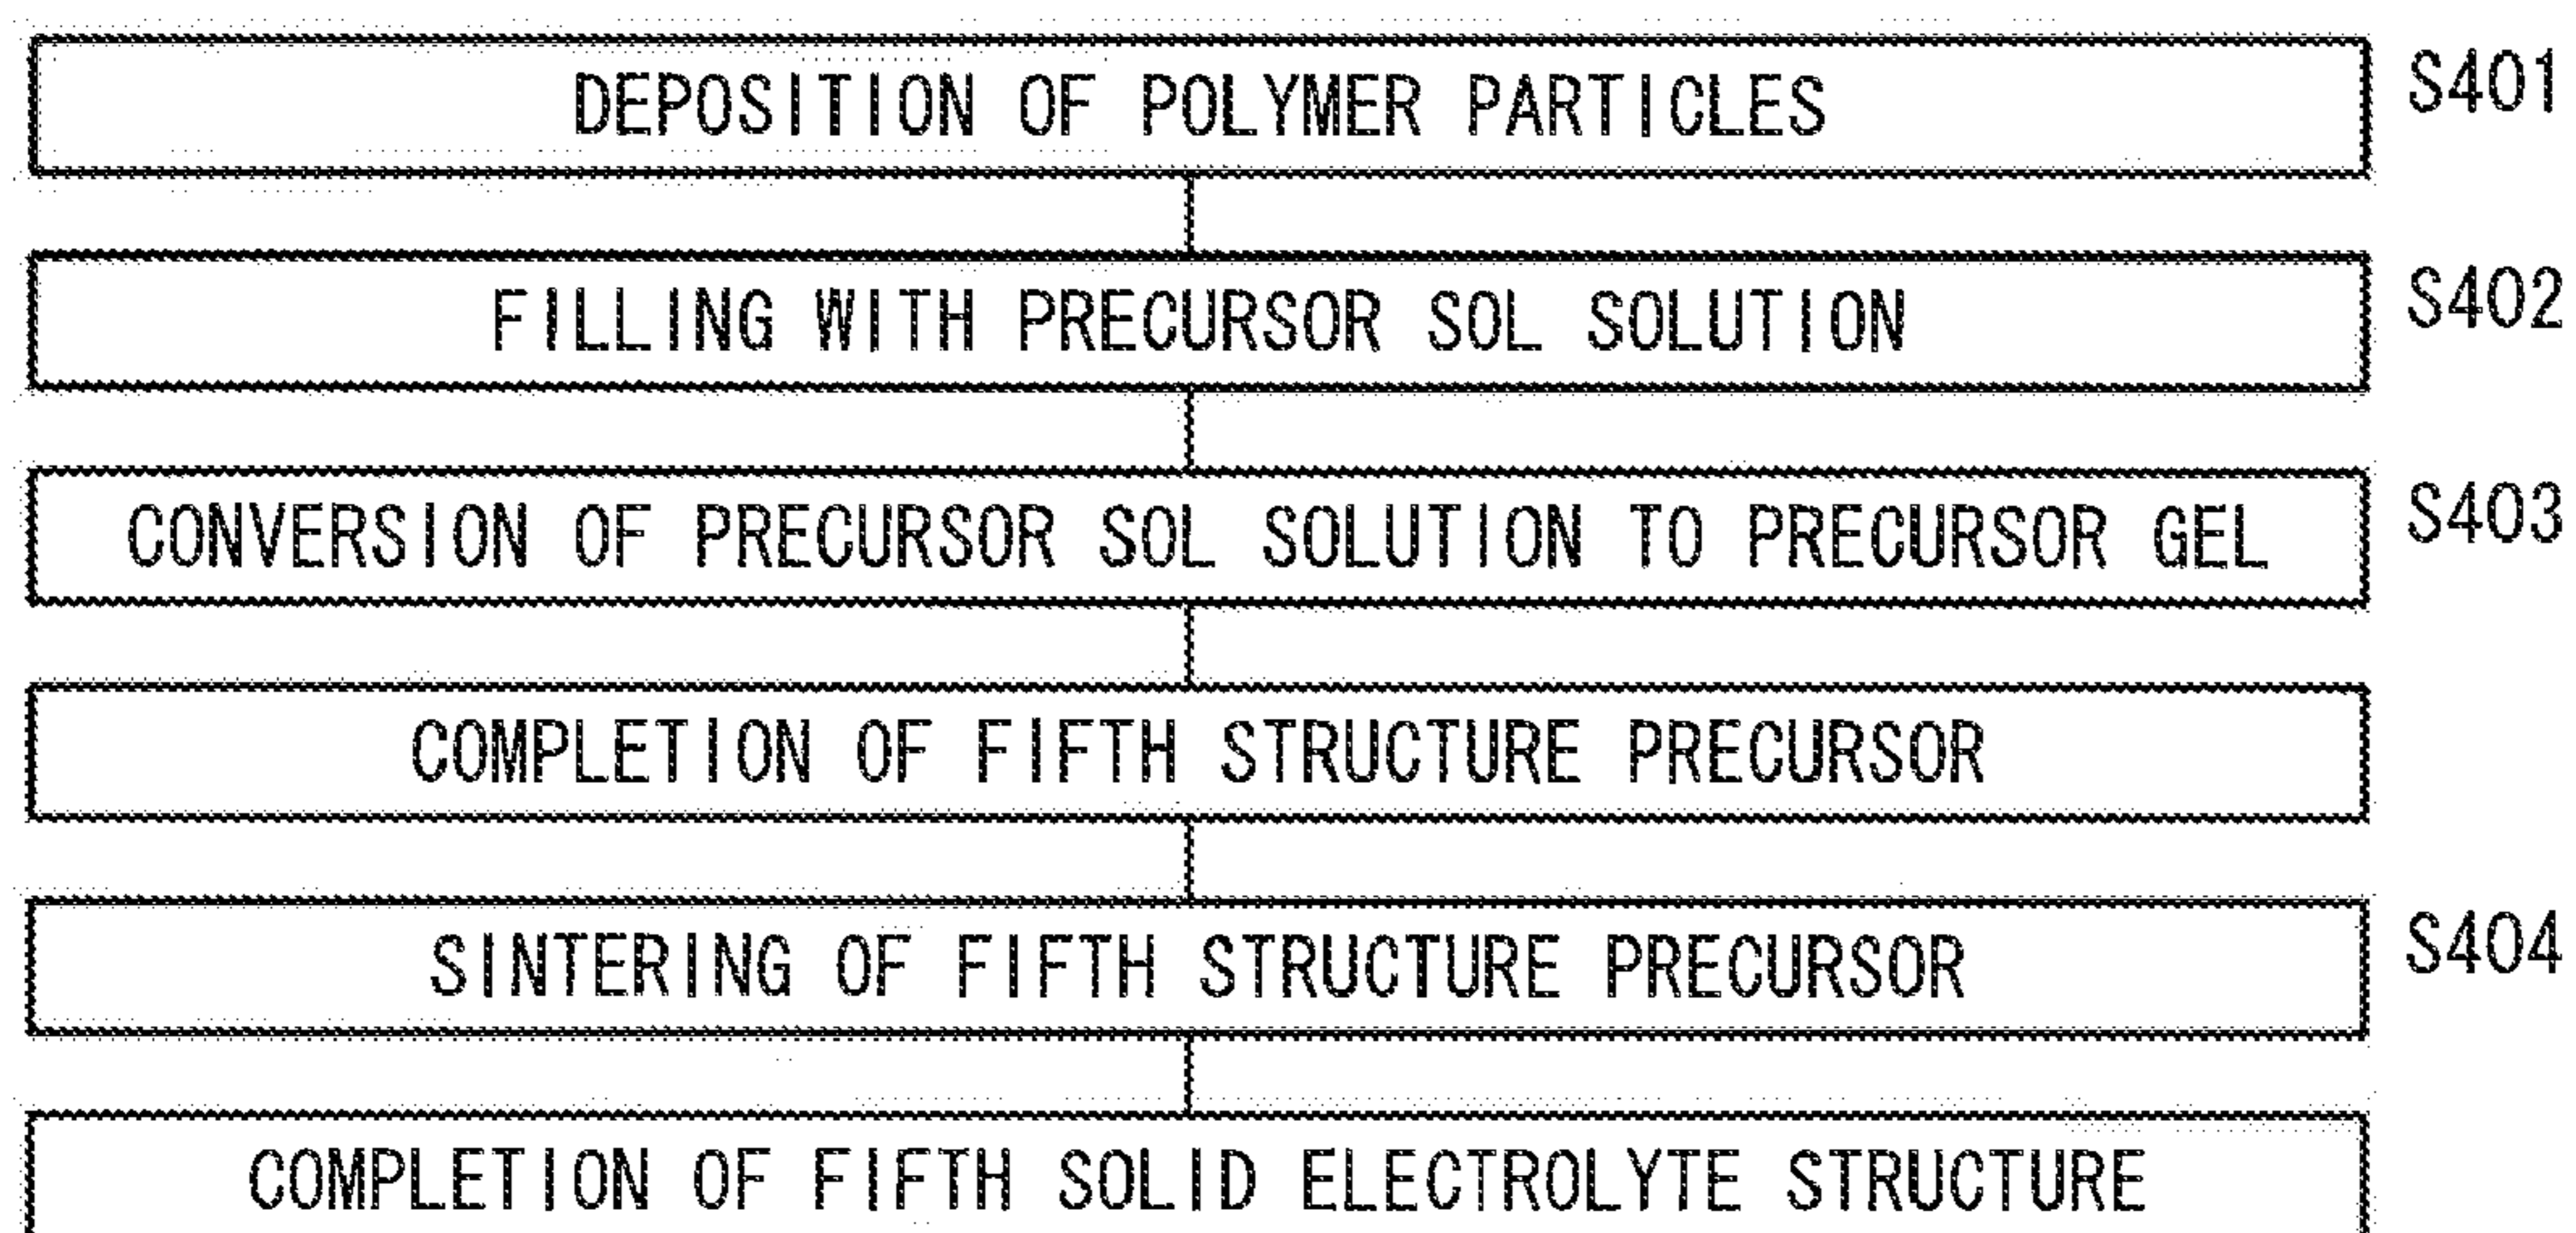 DEPOSITION OF POLYMER PARTICLES S401
FILLING WITH PRECURSOR SOL SOLUTION S402
CONVERSION OF PRECURSOR SOL SOLUTION TO PRECURSOR GEL S403
COMPLETION OF FIFTH STRUCTURE PRECURSOR
SINTERING OF FIFTH STRUCTURE PRECURSOR S404
COMPLETION OF FIFTH SOLID ELECTROLYTE STRUCTURE